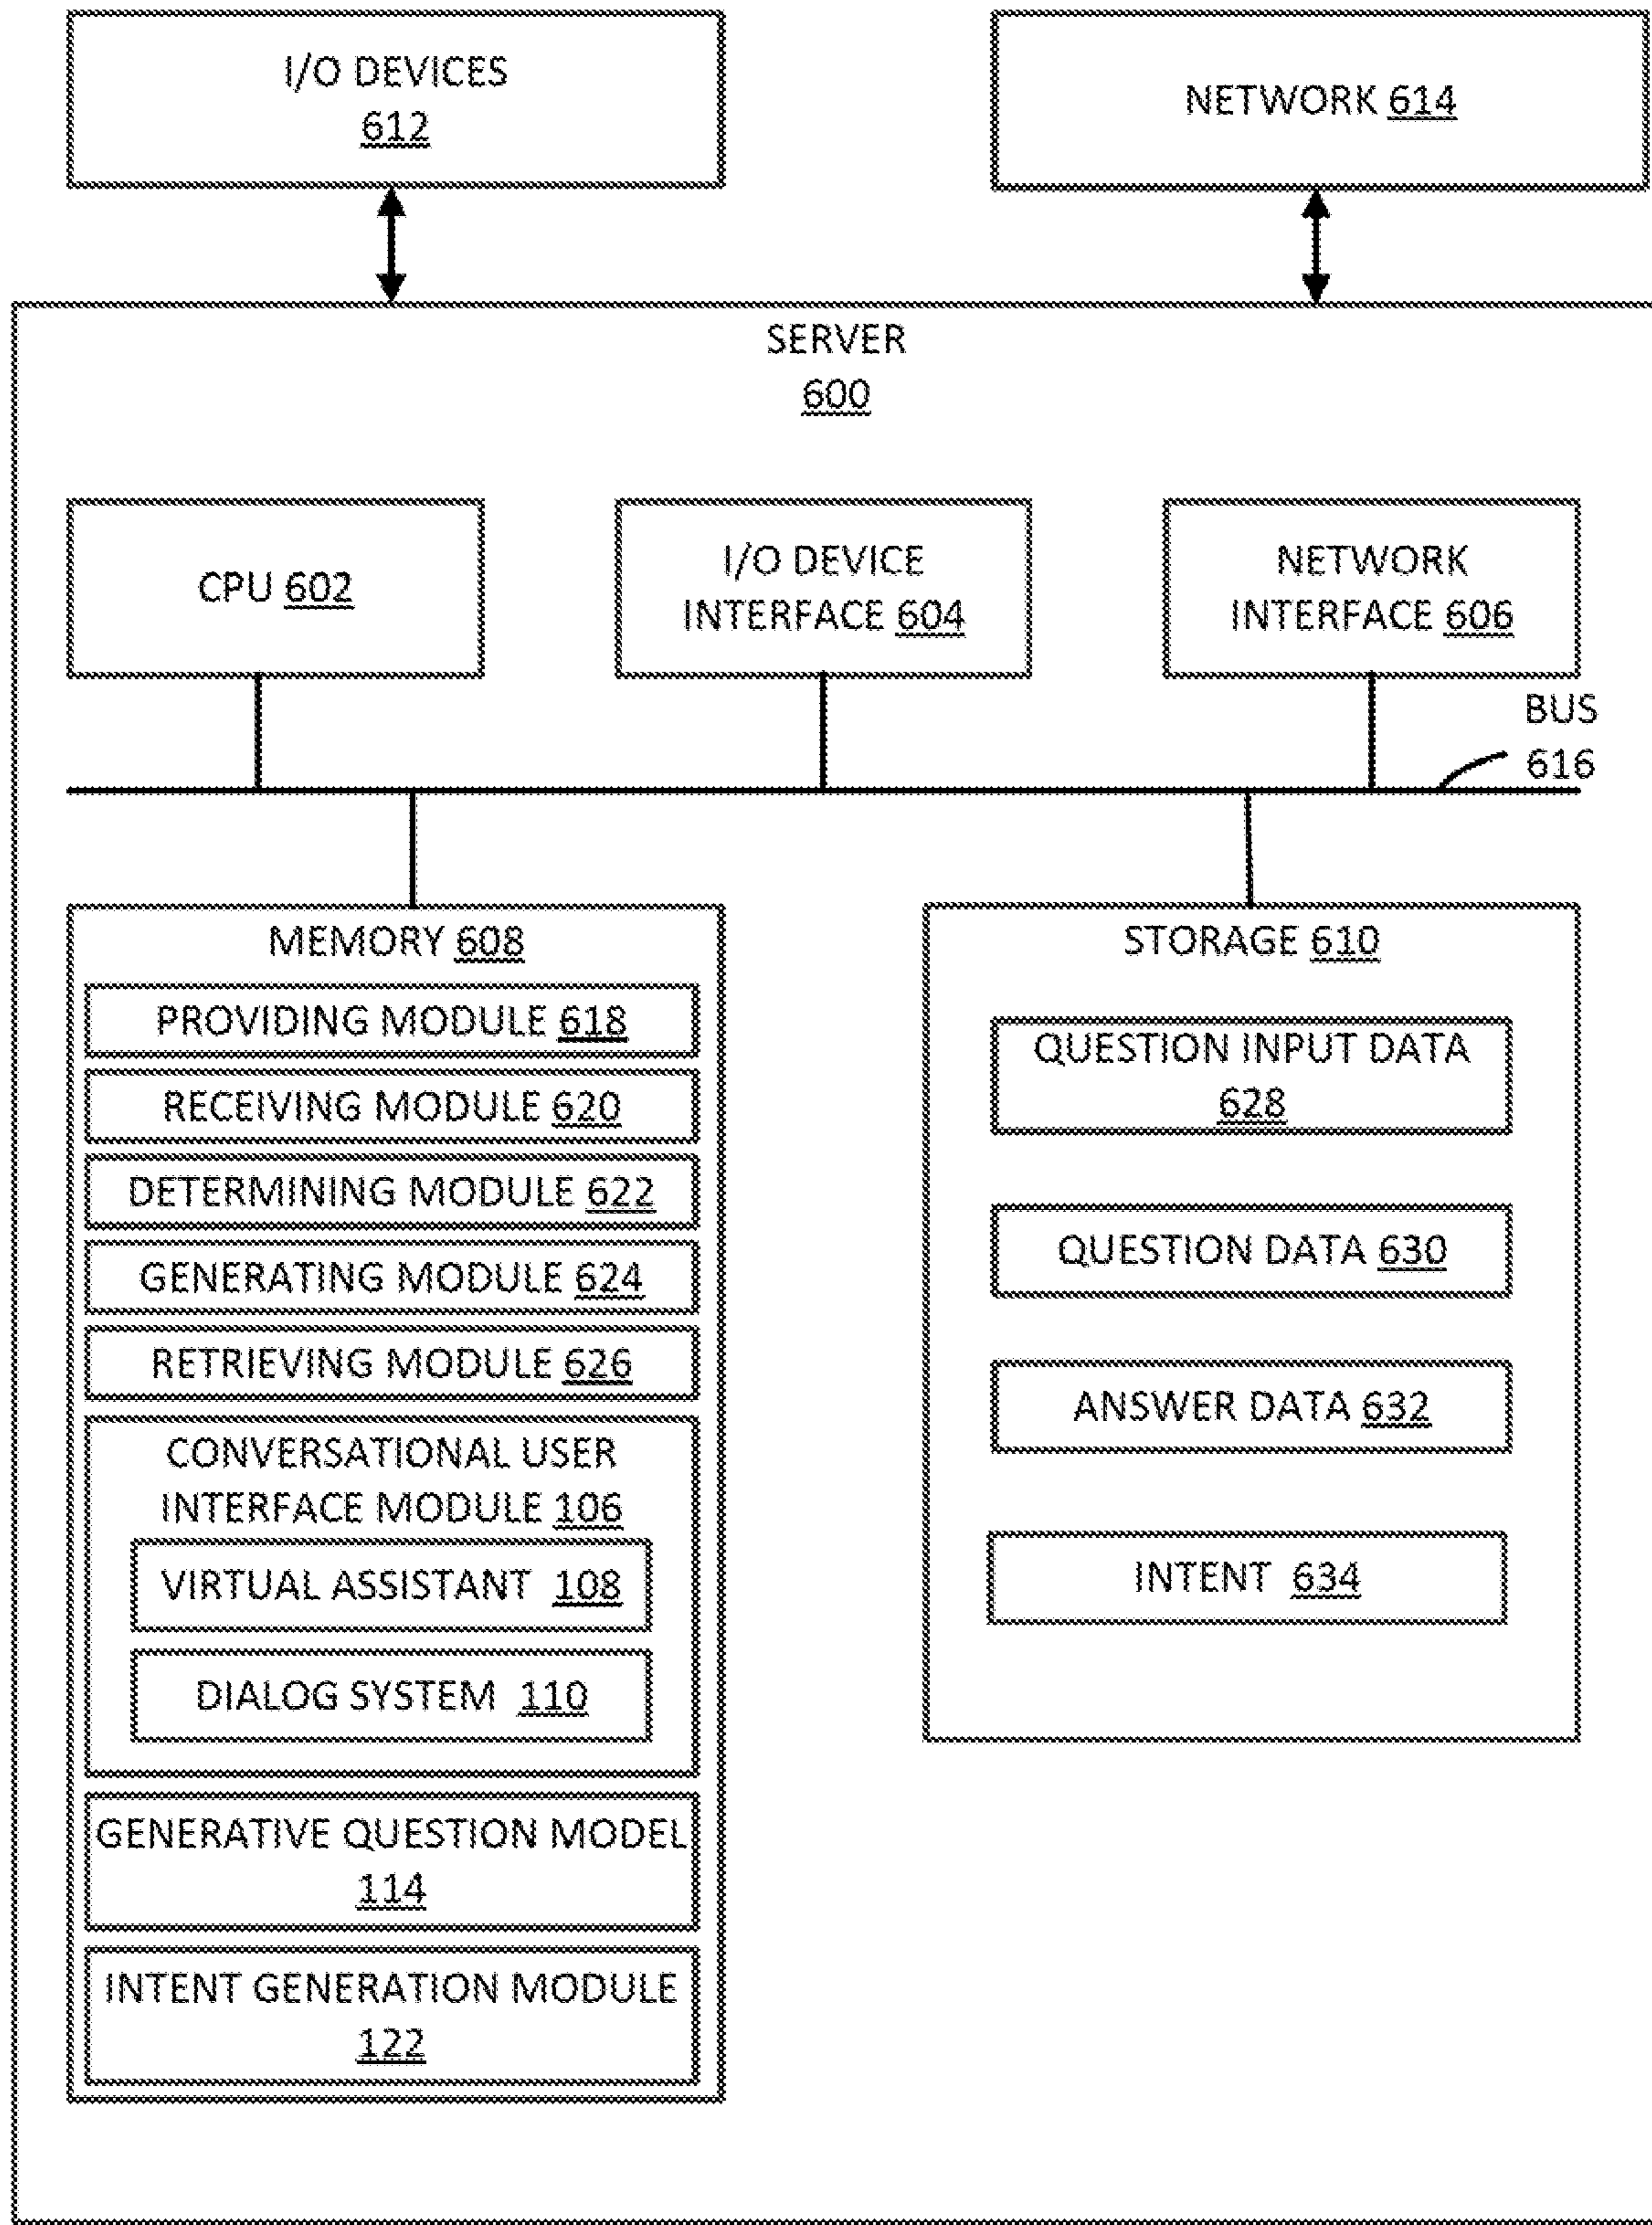 I/O DEVICES
612
NETWORK 614
SERVER
600
CPU 602
I/O DEVICE
INTERFACE 604
NETWORK
INTERFACE 606
BUS
616
MEMORY 608
PROVIDING MODULE 618
RECEIVING MODULE 620
DETERMINING MODULE 622
GENERATING MODULE 624
RETRIEVING MODULE 626
CONVERSATIONAL USER
INTERFACE MODULE 106
VIRTUAL ASSISTANT 108
DIALOG SYSTEM 110
GENERATIVE QUESTION MODEL
114
INTENT GENERATION MODULE
122
STORAGE 610
QUESTION INPUT DATA
628
QUESTION DATA 630
ANSWER DATA 632
INTENT 634